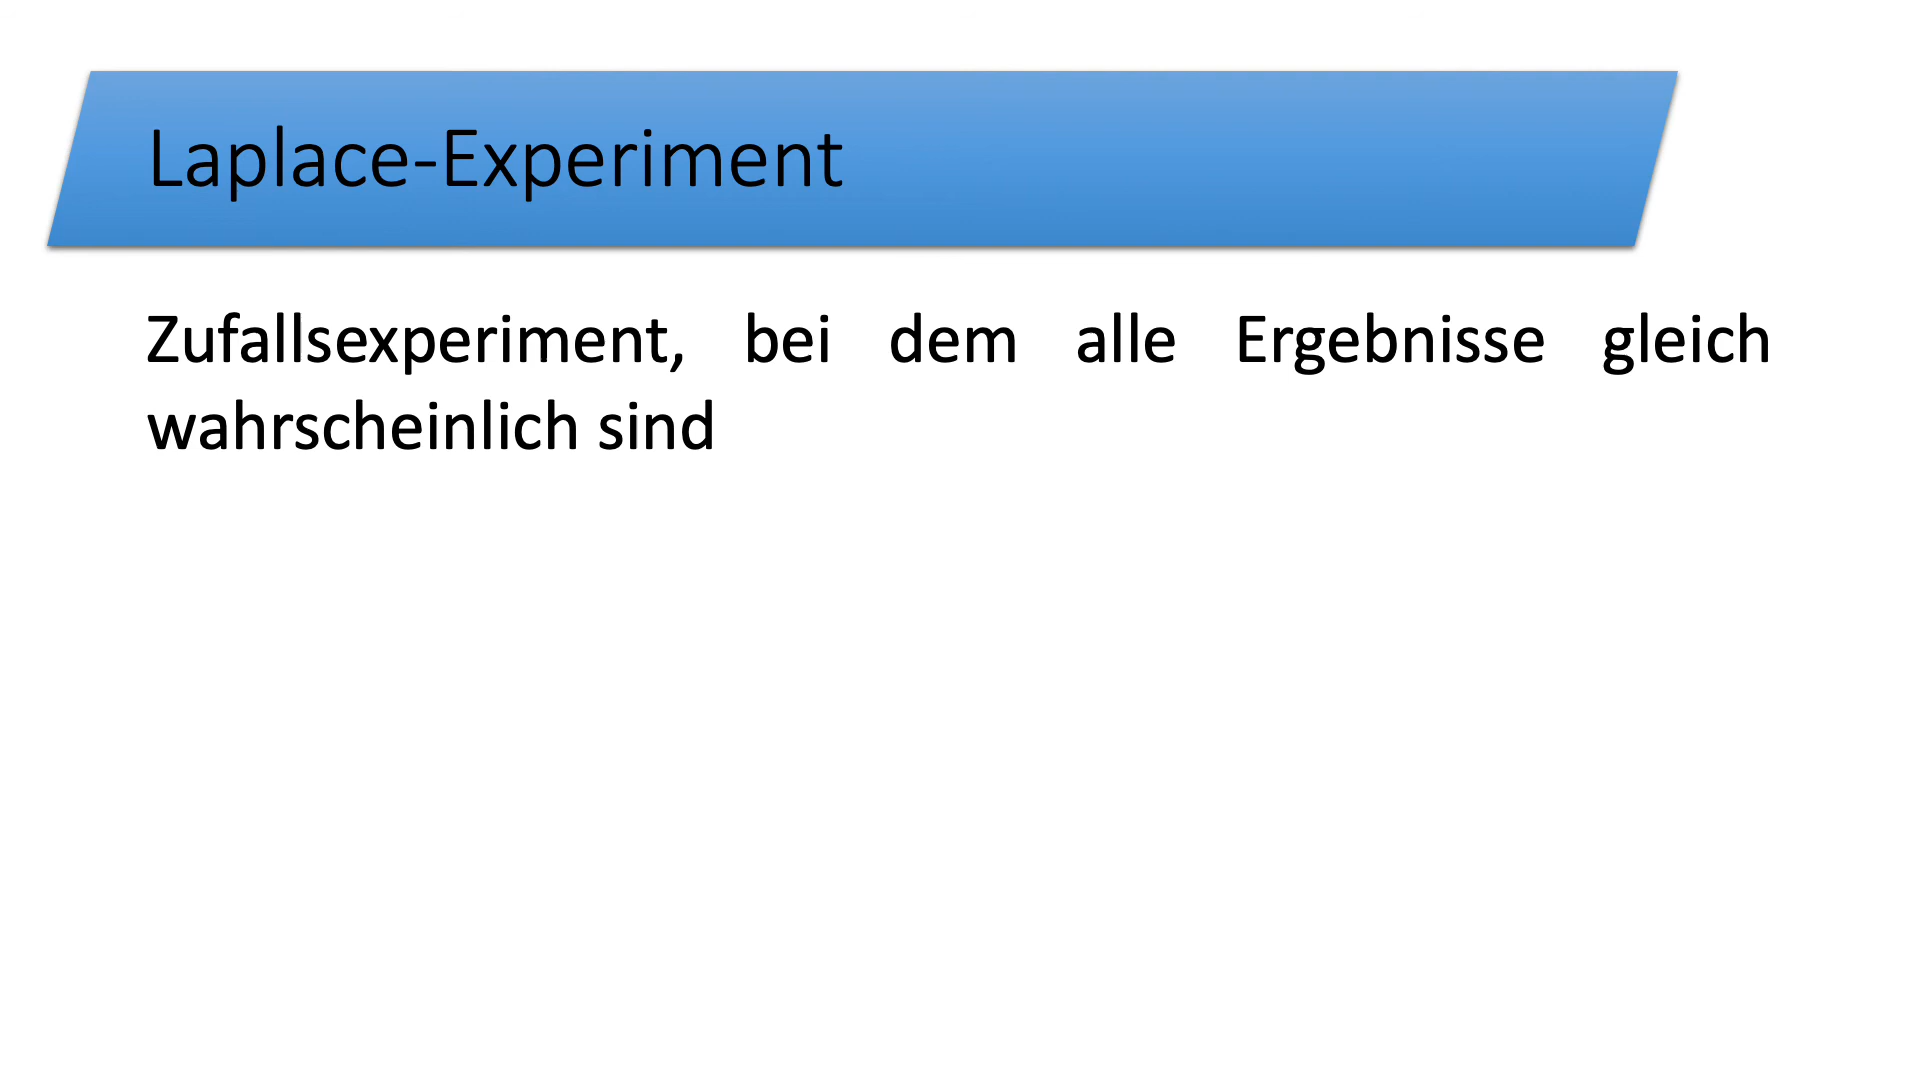 Laplace-Experiment
Zufallsexperiment, bei dem alle Ergebnisse gleich
wahrscheinlich sind